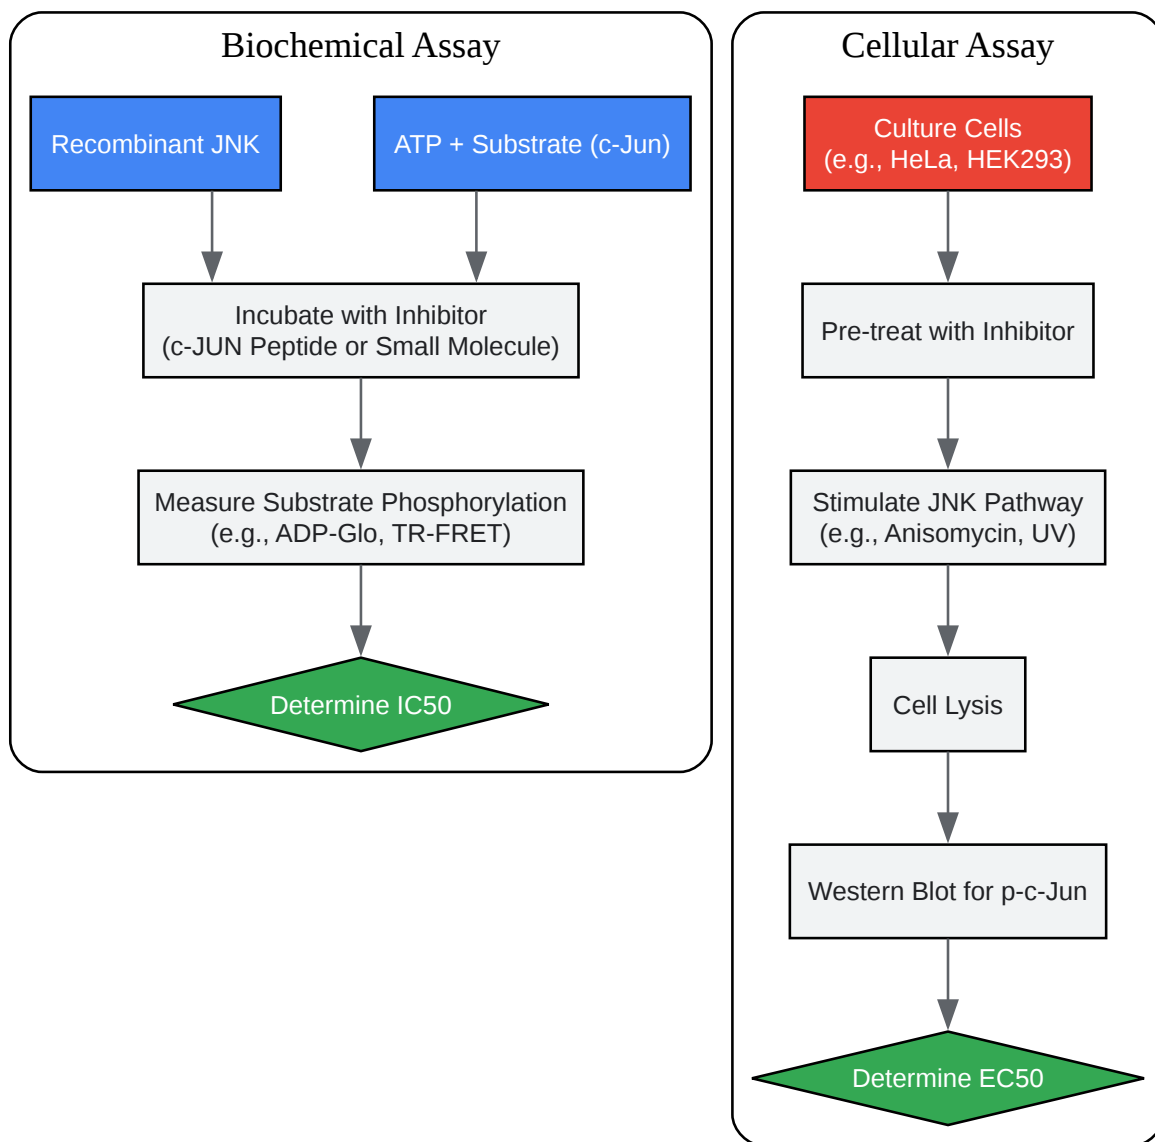 Biochemical Assay
Recombinant JNK
ATP + Substrate (c-Jun)
Incubate with Inhibitor
(c-JUN Peptide or Small Molecule)
Measure Substrate Phosphorylation
(e.g., ADP-Glo, TR-FRET)
Determine IC50
Cellular Assay
Culture Cells
(e.g., HeLa, HEK293)
Pre-treat with Inhibitor
Stimulate JNK Pathway
(e.g., Anisomycin, UV)
Cell Lysis
Western Blot for p-c-Jun
Determine EC50